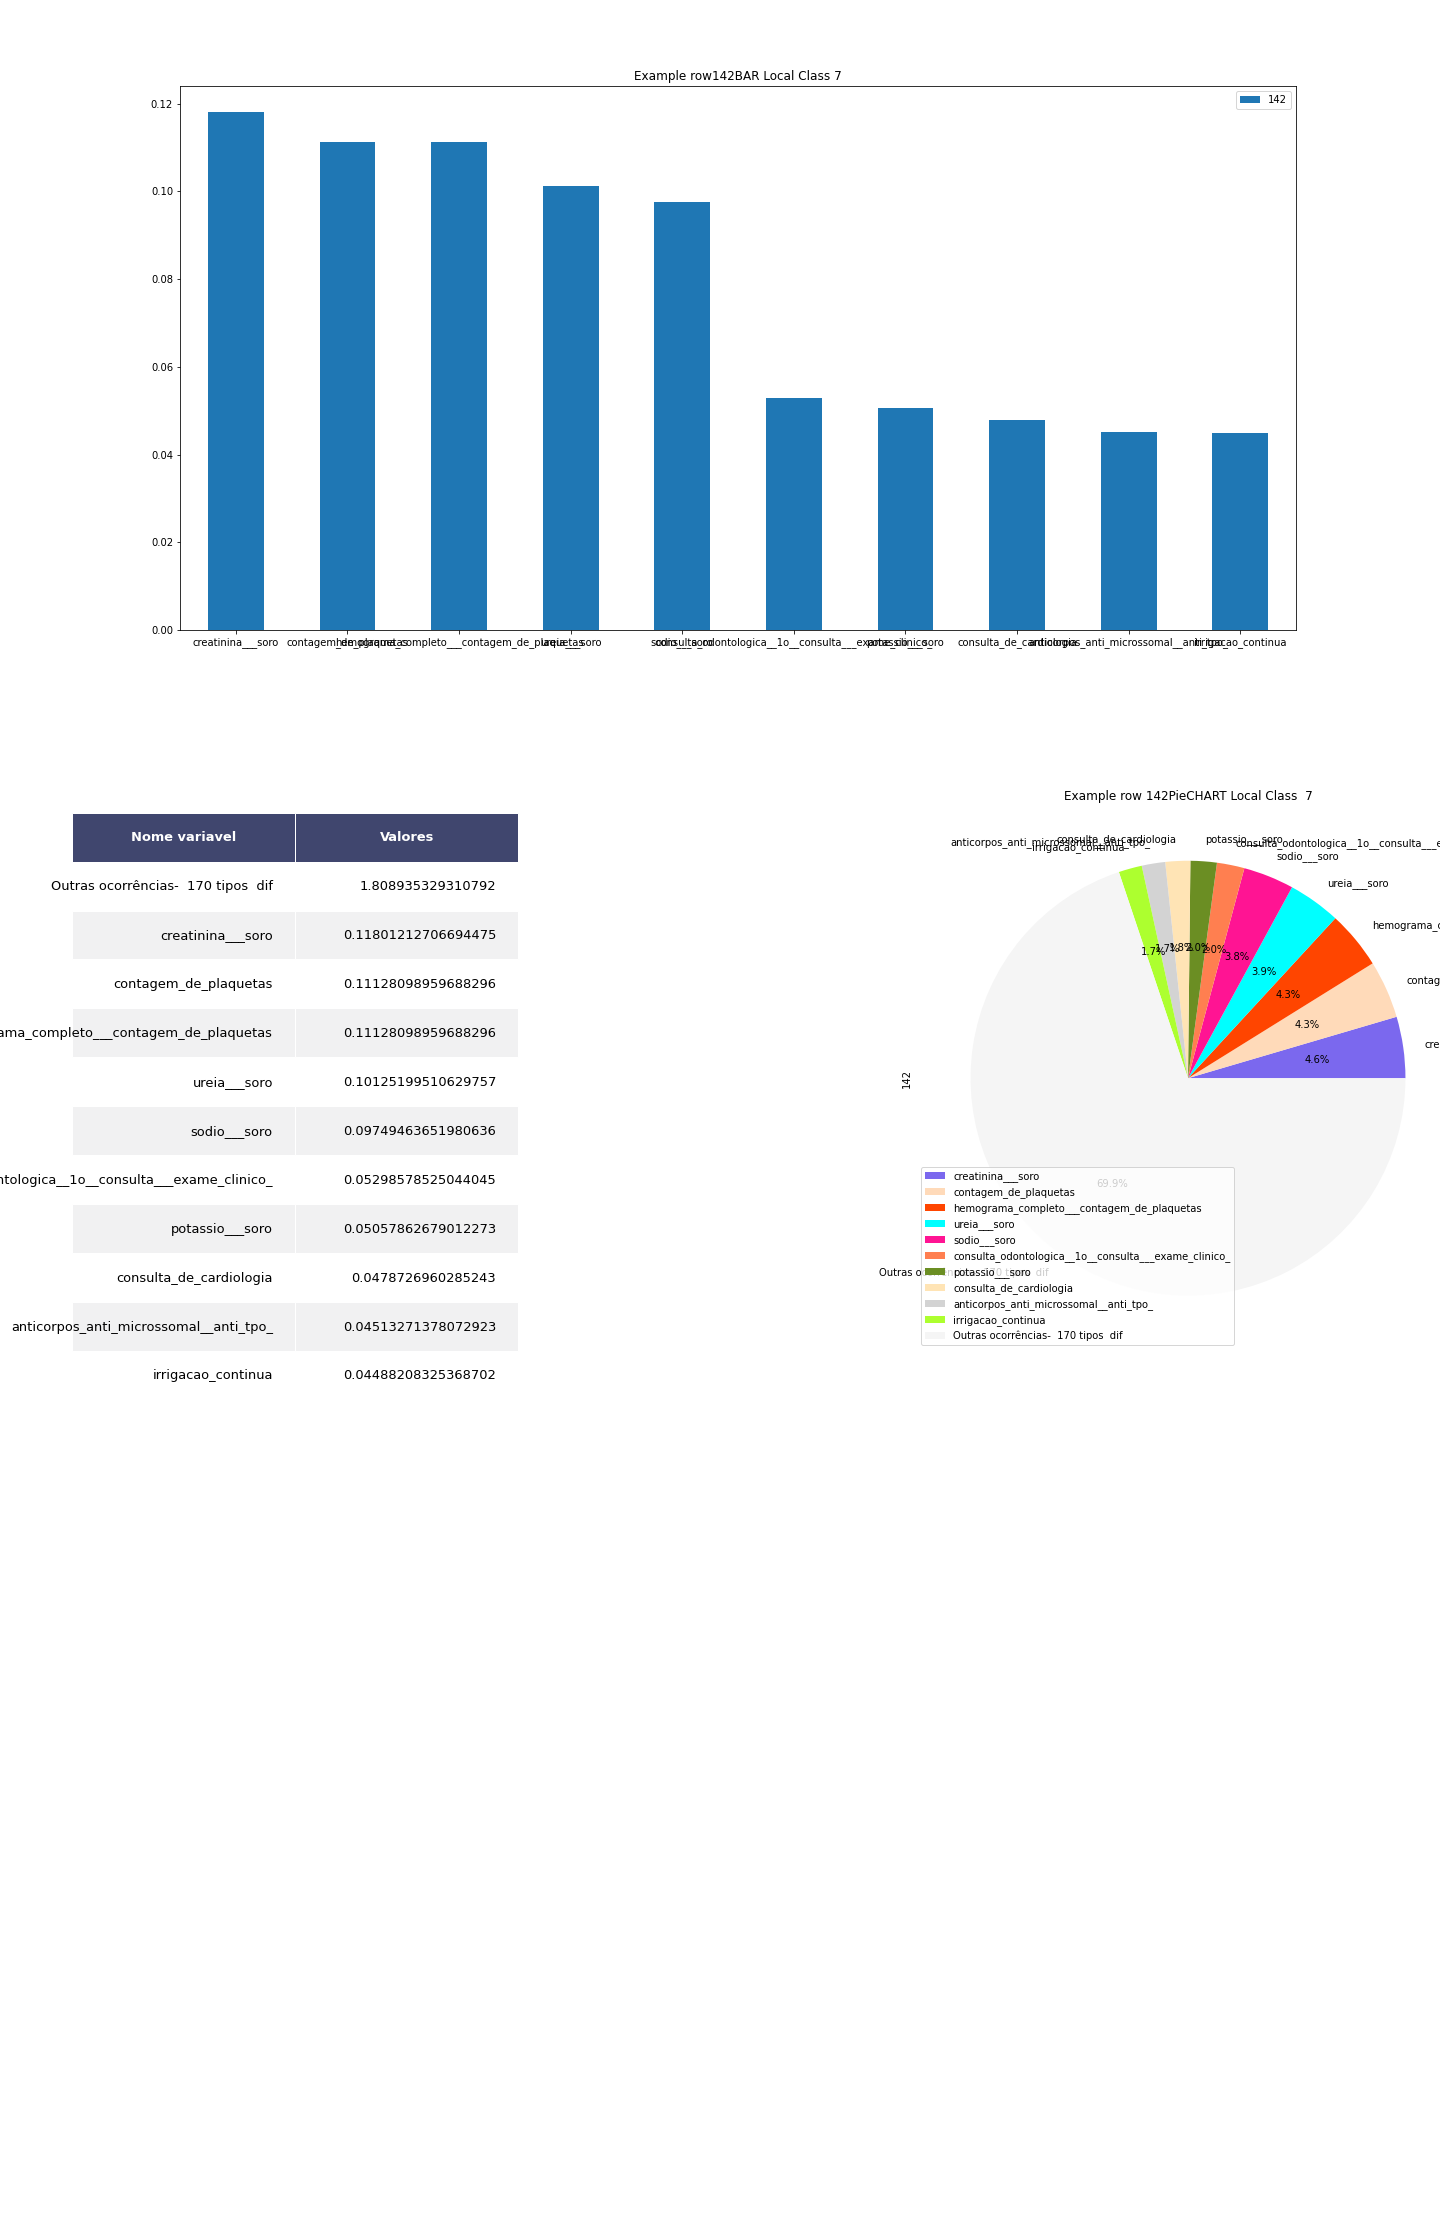 Example row142BAR Local Class 7
142
0.12
0.10
0.08
0.06
0.04
0.02
0.00
creatinina___soro
contagem_de_plaquetas
hemograma_completo___contagem_de_plaquetas
ureia___soro
sodio___soro
consulta_odontologica__1o__consulta___exame_clinico_
potassio___soro
consulta_de_cardiologia
anticorpos_anti_microssomal__anti_tpo_
irrigacao_continua
Nome variavel Valores
Outras ocorrências-  170 tipos  dif 1.808935329310792
creatinina___soro 0.11801212706694475
contagem_de_plaquetas 0.11128098959688296
ama_completo___contagem_de_plaquetas 0.11128098959688296
ureia___soro 0.10125199510629757
sodio___soro 0.09749463651980636
ntologica__1o__consulta___exame_clinico_ 0.05298578525044045
potassio___soro 0.05057862679012273
consulta_de_cardiologia 0.0478726960285243
anticorpos_anti_microssomal__anti_tpo_ 0.04513271378072923
irrigacao_continua 0.04488208325368702
Example row 142PieCHART Local Class  7
consulta_de_cardiologia
potassio___soro
anticorpos_anti_microssomal__anti_tpo_
irrigacao_continua
consulta_odontologica__1o__consulta___e
sodio___soro
ureia___soro
hemograma_c
contag
cre
1.7%
1.7%
1.8%
2.0%
2.0%
3.8%
3.9%
4.3%
4.3%
4.6%
142
69.9%
Outras ocorrências-  170 tipos  dif
creatinina___soro
contagem_de_plaquetas
hemograma_completo___contagem_de_plaquetas
ureia___soro
sodio___soro
consulta_odontologica__1o__consulta___exame_clinico_
potassio___soro
consulta_de_cardiologia
anticorpos_anti_microssomal__anti_tpo_
irrigacao_continua
Outras ocorrências-  170 tipos  dif